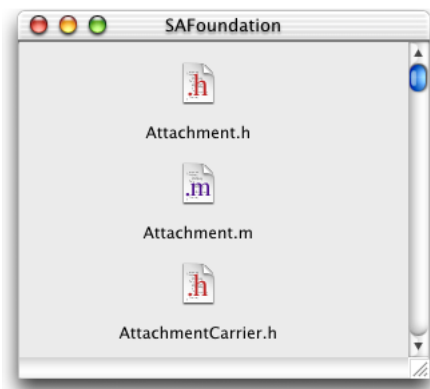 SAFoundation
.h
Attachment.h
.m
Attachment.m
.h
AttachmentCarrier.h